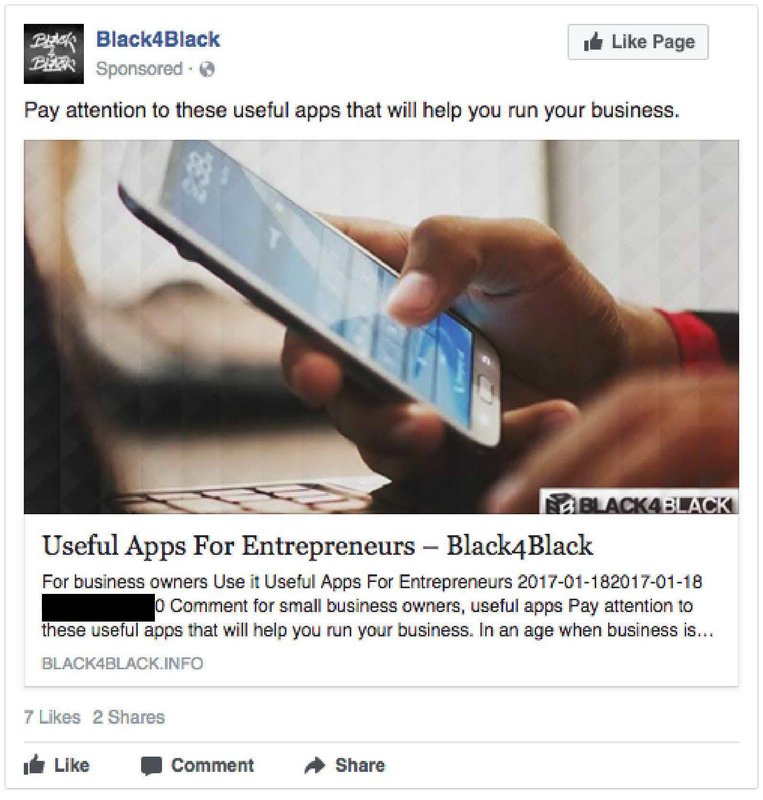 BLACK
4
BLACK
Black4Black
Sponsored ·
Like Page
Pay attention to these useful apps that will help you run your business.
BLACK4BLACK
Useful Apps For Entrepreneurs – Black4Black
For business owners Use it Useful Apps For Entrepreneurs 2017-01-182017-01-18
0 Comment for small business owners, useful apps Pay attention to
these useful apps that will help you run your business. In an age when business is...
BLACK4BLACK.INFO
7 Likes 2 Shares
Like Comment Share